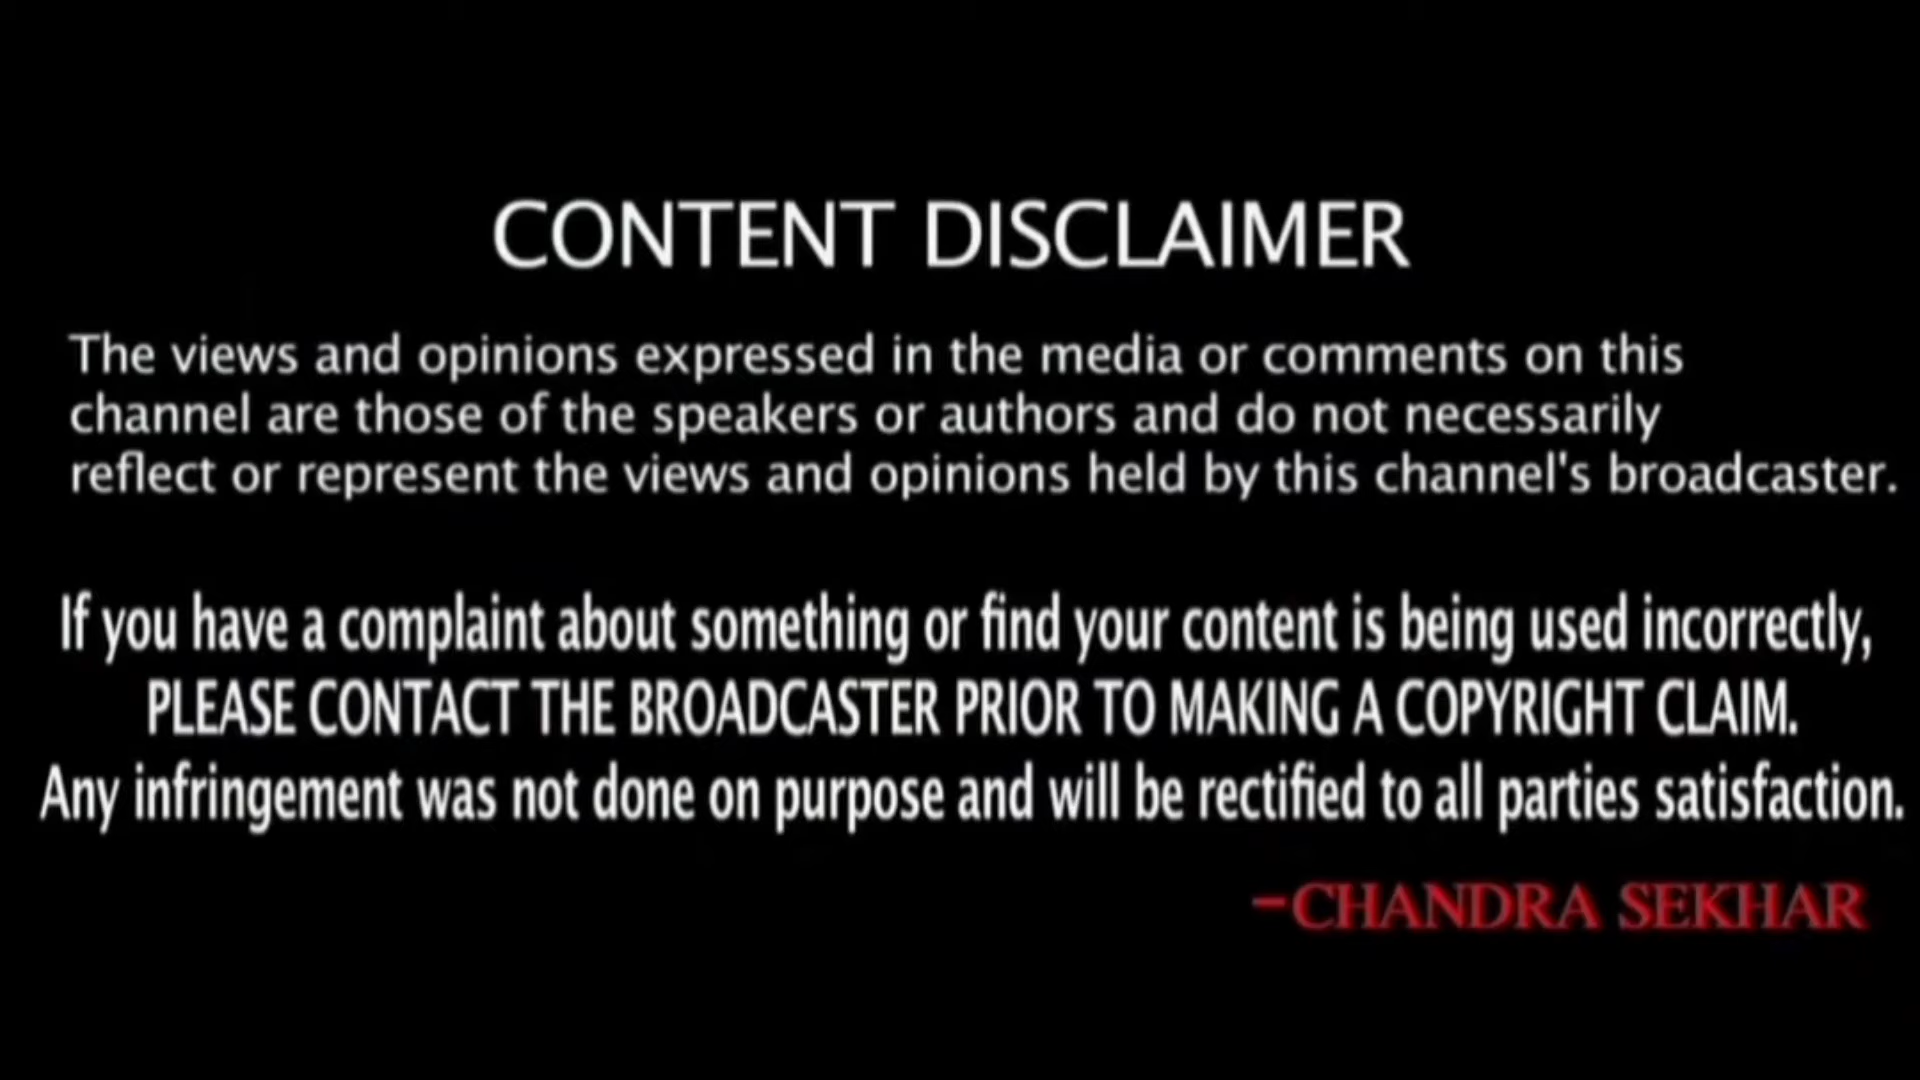 CONTENT DISCLAIMER
The views and opinions expressed in the media or comments on this
channel are those of the speakers or authors and do not necessarily
reflect or represent the views and opinions held by this channel's broadcaster.
If you have a complaint about something or find your content is being used incorrectly,
PLEASE CONTACT THE BROADCASTER PRIOR TO MAKING A COPYRIGHT CLAIM.
Any infringement was not done on purpose and will be rectified to all parties satisfaction.
-CHANDRA SEKHAR